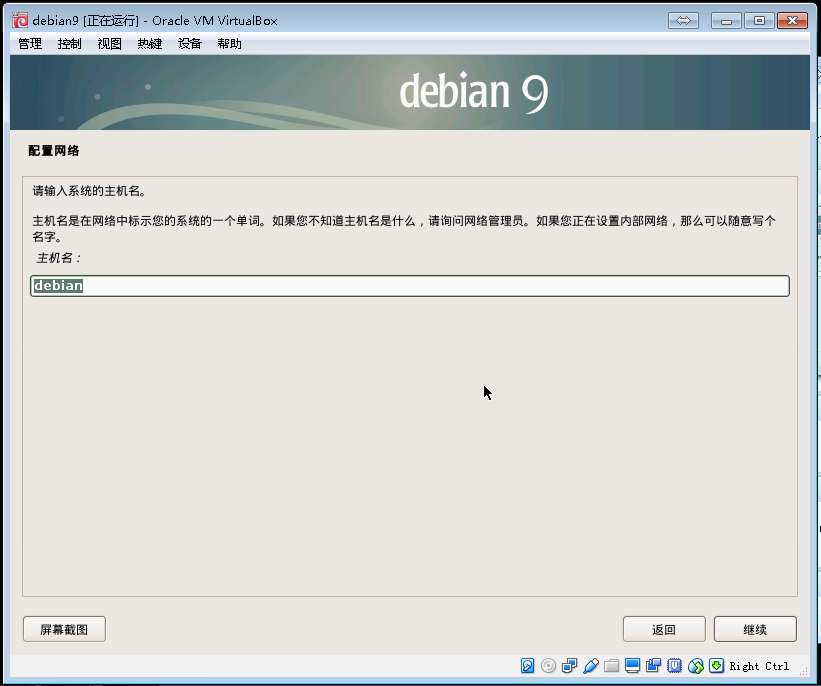 debian9 [正在运行] - Oracle VM VirtualBox
管理 控制 视图 热键 设备 帮助
debian 9
配置网络
请输入系统的主机名。
主机名是在网络中标示您的系统的一个单词。如果您不知道主机名是什么，请询问网络管理员。如果您正在设置内部网络，那么可以随意写个
名字。
主机名：
debian
屏幕截图 返回 继续
Right Ctrl